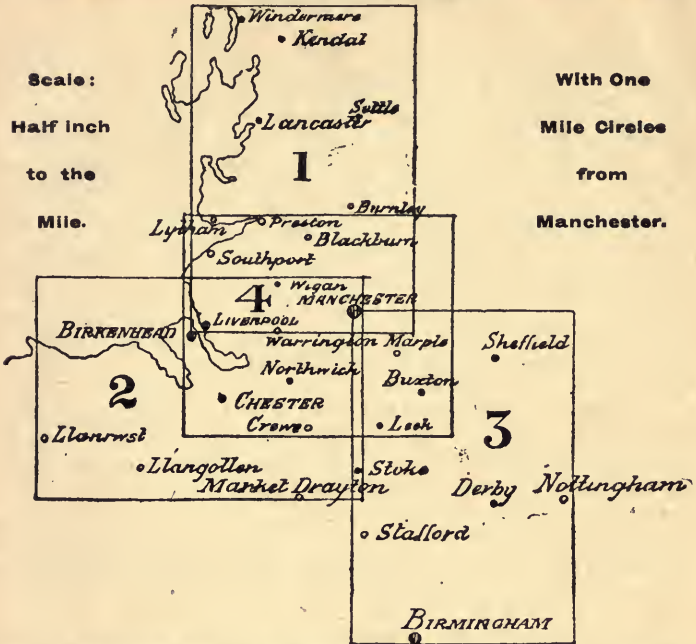 Scale:
Half inch
to the
Mile.
With One
Mile Circles
from
Manchester.
Windermere
Kendal
Settle
Lancaster
1
Burnley
Lytham
Preston
Blackburn
Southport
Wigan
4
MANCHESTER
LIVERPOOL
BIRKENHEAD
Warrington
Marple
Sheffield
Northwich
Buxton
2
CHESTER
3
Crewe
Leek
Llanrwst
Llangollen
Stoke
Market Drayton
Derby
Nottingham
Stafford
BIRMINGHAM